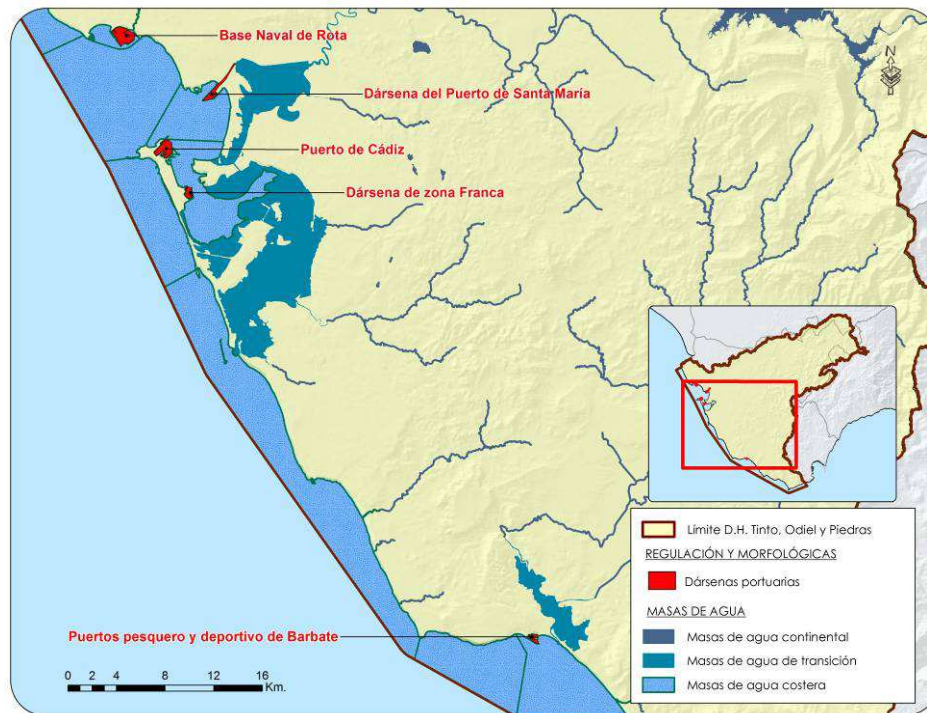 Base Naval de Rota
Dársena del Puerto de Santa María
Puerto de Cádiz
Dársena de zona Franca
Puertos pesquero y deportivo de Barbate
N
0 2 4 8 12 16
Km.
Límite D.H. Tinto, Odiel y Piedras
REGULACIÓN Y MORFOLÓGICAS
Dársenas portuarias
MASAS DE AGUA
Masas de agua continental
Masas de agua de transición
Masas de agua costera